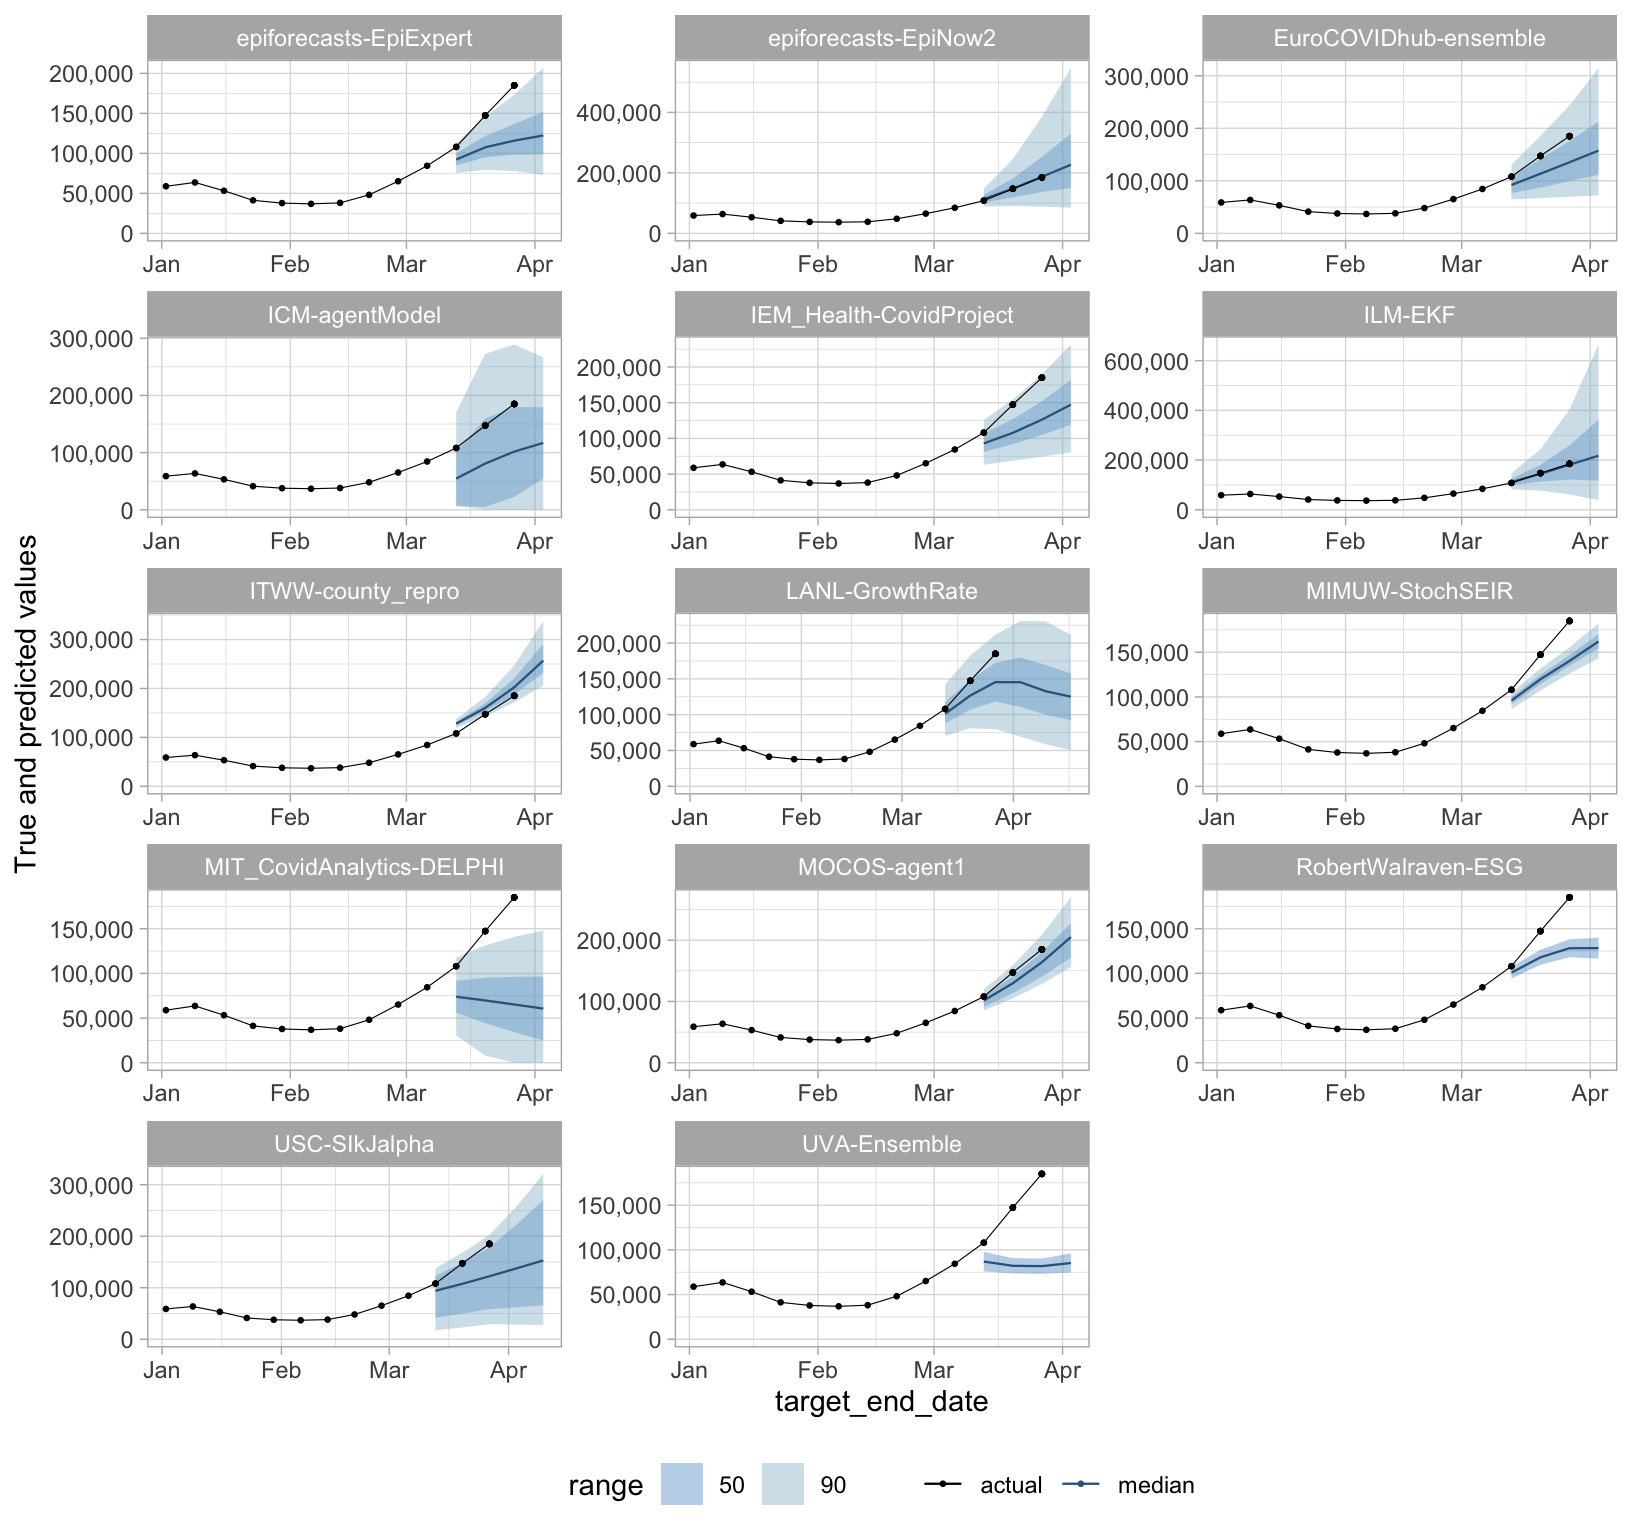 epiforecasts-EpiExpert
epiforecasts-EpiNow2
EuroCOVIDhub-ensemble
200,000
150,000
100,000
50,000
0
400,000
200,000
0
300,000
200,000
100,000
0
Jan Feb Mar Apr
Jan Feb Mar Apr
Jan Feb Mar Apr
ICM-agentModel
IEM_Health-CovidProject
ILM-EKF
300,000
200,000
100,000
0
200,000
150,000
100,000
50,000
0
600,000
400,000
200,000
0
Jan Feb Mar Apr
Jan Feb Mar Apr
Jan Feb Mar Apr
True and predicted values
ITWW-county_repro
LANL-GrowthRate
MIMUW-StochSEIR
300,000
200,000
100,000
0
200,000
150,000
100,000
50,000
0
150,000
100,000
50,000
0
Jan Feb Mar Apr
Jan Feb Mar Apr
Jan Feb Mar Apr
MIT_CovidAnalytics-DELPHI
MOCOS-agent1
RobertWalraven-ESG
150,000
100,000
50,000
0
200,000
100,000
0
150,000
100,000
50,000
0
Jan Feb Mar Apr
Jan Feb Mar Apr
Jan Feb Mar Apr
USC-SIkJalpha
UVA-Ensemble
300,000
200,000
100,000
0
150,000
100,000
50,000
0
Jan Feb Mar Apr
Jan Feb Mar Apr
target_end_date
range 50 90 actual median